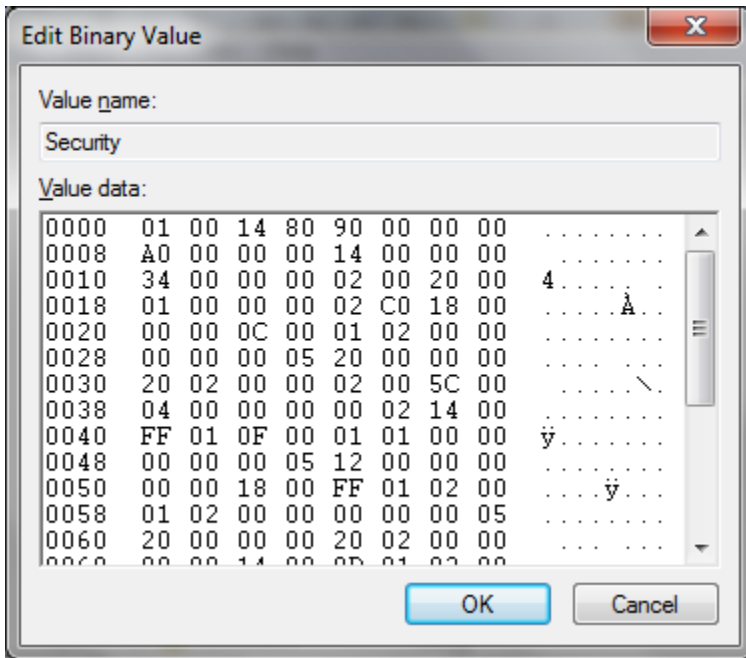 Edit Binary Value
Value name:
Security
Value data:
0000 01 00 14 80 90 00 00 00 ........
0008 A0 00 00 00 14 00 00 00 .......
0010 34 00 00 00 02 00 20 00 4..... .
0018 01 00 00 00 02 C0 18 00 .....À..
0020 00 00 0C 00 01 02 00 00 ........
0028 00 00 00 05 20 00 00 00 .... ...
0030 20 02 00 00 02 00 5C 00 .....\.
0038 04 00 00 00 00 02 14 00 ........
0040 FF 01 0F 00 01 01 00 00 ÿ.......
0048 00 00 00 05 12 00 00 00 ........
0050 00 00 18 00 FF 01 02 00 ....ÿ...
0058 01 02 00 00 00 00 00 05 ........
0060 20 00 00 00 20 02 00 00 ... ...
OK Cancel